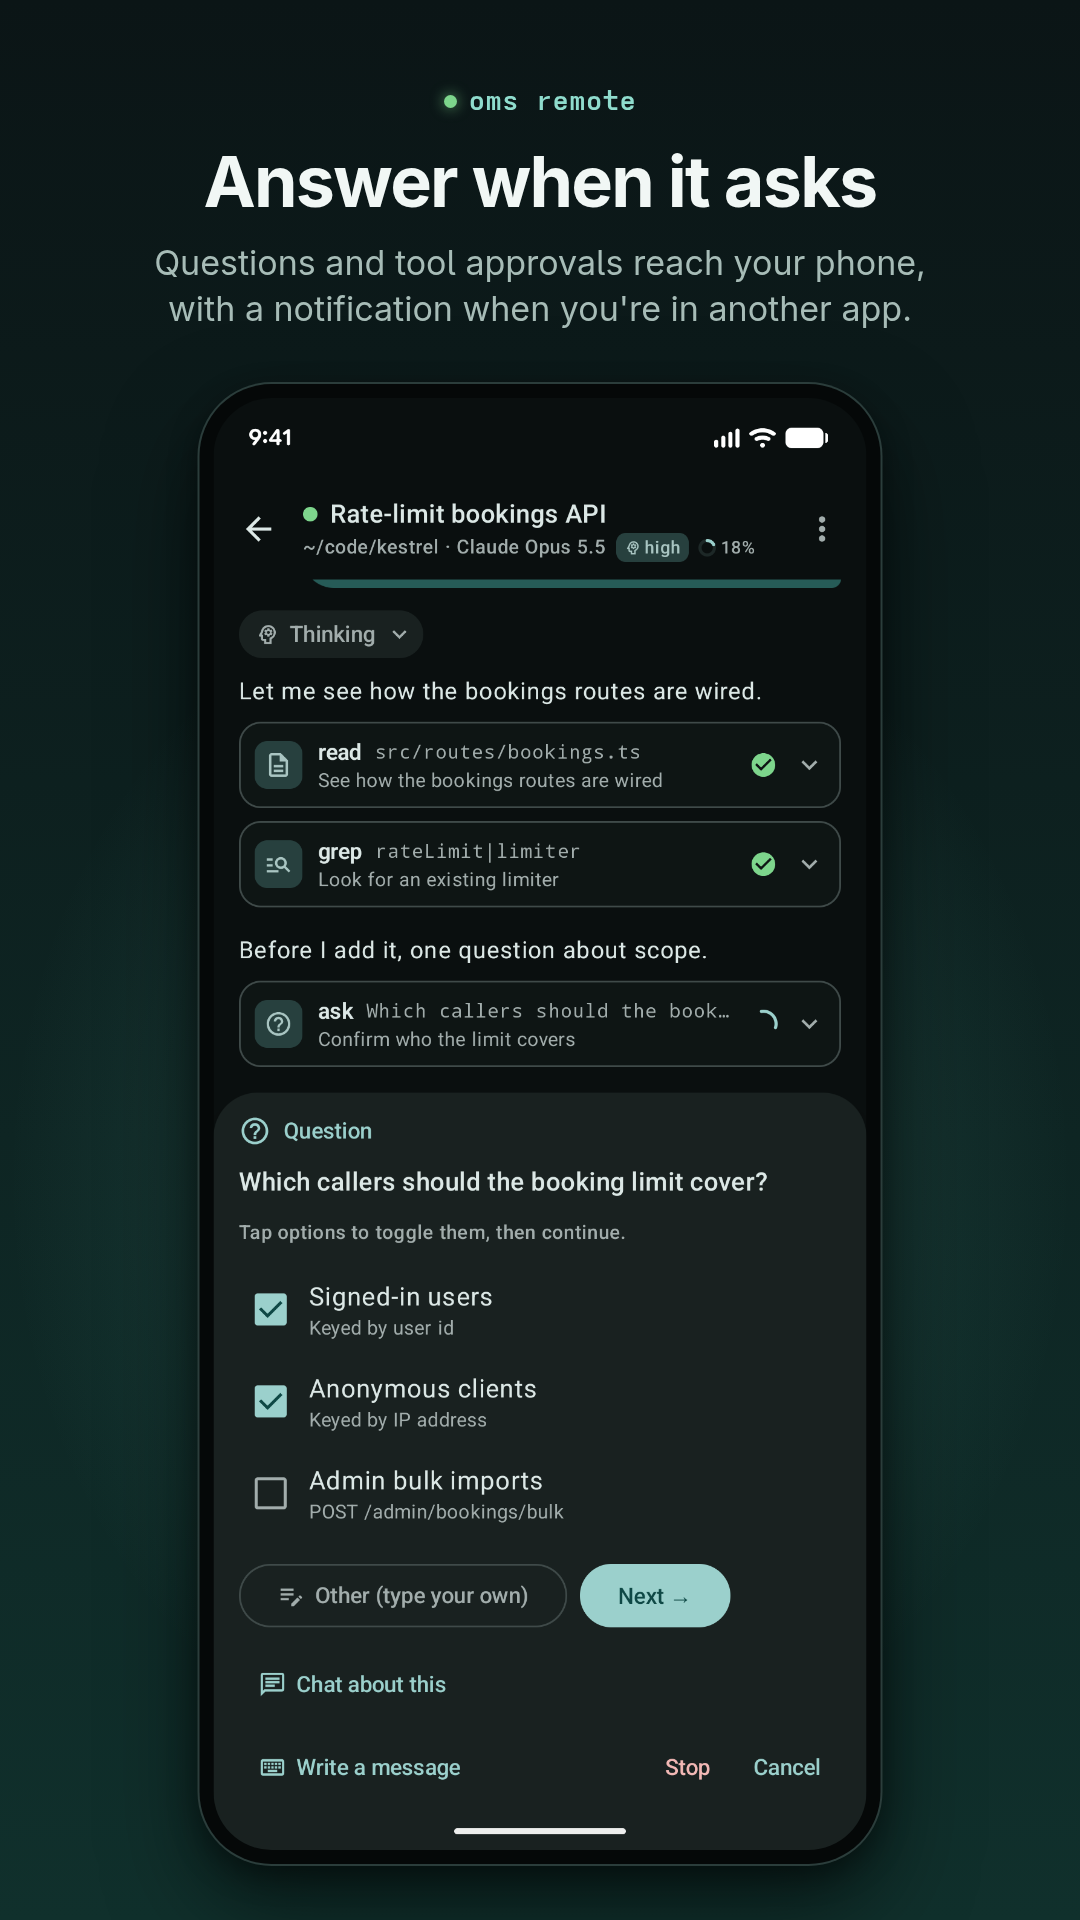 oms remote
Answer when it asks
Questions and tool approvals reach your phone,
with a notification when you're in another app.
9:41
Rate-limit bookings API
~/code/kestrel · Claude Opus 5.5 high 18%
Thinking
Let me see how the bookings routes are wired.
read src/routes/bookings.ts
See how the bookings routes are wired
grep rateLimit|limiter
Look for an existing limiter
Before I add it, one question about scope.
ask Which callers should the book…
Confirm who the limit covers
Question
Which callers should the booking limit cover?
Tap options to toggle them, then continue.
Signed-in users
Keyed by user id
Anonymous clients
Keyed by IP address
Admin bulk imports
POST /admin/bookings/bulk
Other (type your own)
Next →
Chat about this
Write a message
Stop
Cancel